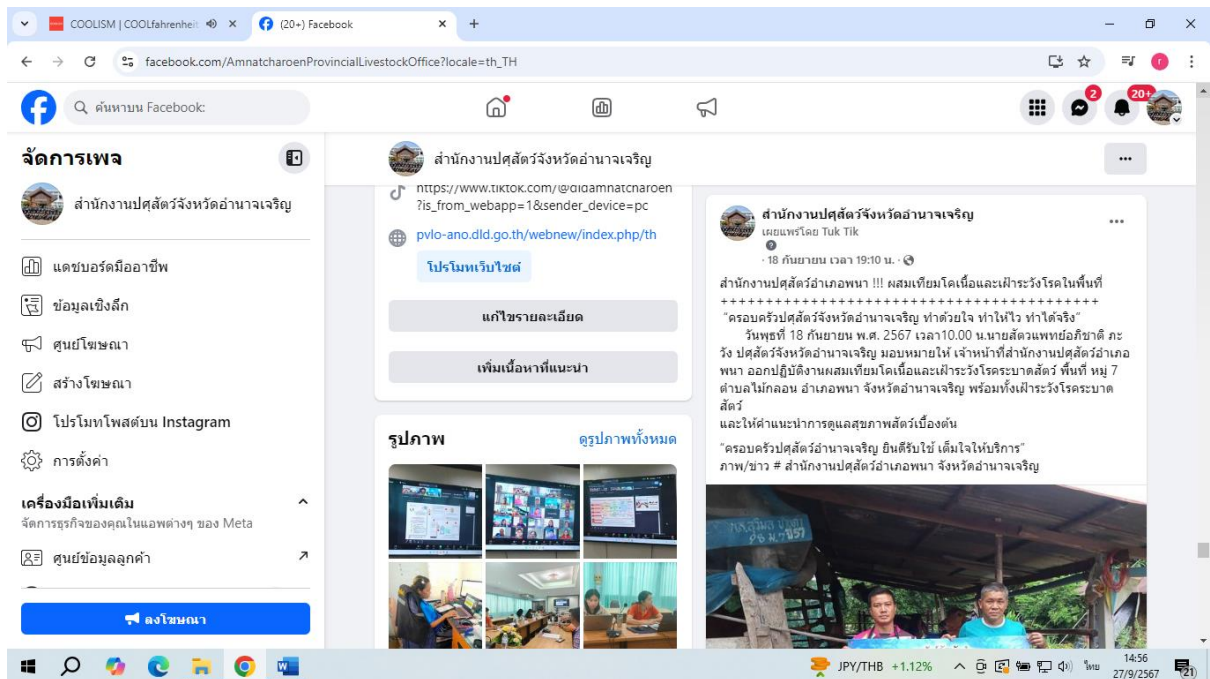 COOLISM | COOLfahrenheit
(20+) Facebook
facebook.com/AmnatcharoenProvincialLivestockOffice?locale=th_TH
ค้นหาบน Facebook:
2
20+
จัดการเพจ
สำนักงานปศุสัตว์จังหวัดอำนาจเจริญ
แดชบอร์ดมืออาชีพ
ข้อมูลเชิงลึก
ศูนย์โฆษณา
สร้างโฆษณา
โปรโมทโพสต์บน Instagram
การตั้งค่า
เครื่องมือเพิ่มเติม
จัดการธุรกิจของคุณในแอพต่างๆ ของ Meta
ศูนย์ข้อมูลลูกค้า
ลงโฆษณา
สำนักงานปศุสัตว์จังหวัดอำนาจเจริญ
https://www.tiktok.com/@didamnatcharoen
?is_from_webapp=1&sender_device=pc
pvlo-ano.dld.go.th/webnew/index.php/th
โปรโมทเว็บไซต์
แก้ไขรายละเอียด
เพิ่มเนื้อหาที่แนะนำ
รูปภาพ
ดูรูปภาพทั้งหมด
สำนักงานปศุสัตว์จังหวัดอำนาจเจริญ
เผยแพร่โดย Tuk Tik
· 18 กันยายน เวลา 19:10 น. ·
สำนักงานปศุสัตว์อำเภอพนา !!! ผสมเทียมโคเนื้อและเฝ้าระวังโรคในพื้นที่
++++++++++++++++++++++++++++++++++++++++++
“ครอบครัวปศุสัตว์จังหวัดอำนาจเจริญ ทำด้วยใจ ทำให้ไว ทำได้จริง”
วันพุธที่ 18 กันยายน พ.ศ. 2567 เวลา10.00 น.นายสัตวแพทย์อภิชาติ ภะ
วัง ปศุสัตว์จังหวัดอำนาจเจริญ มอบหมายให้ เจ้าหน้าที่สำนักงานปศุสัตว์อำเภอ
พนา ออกปฏิบัติงานผสมเทียมโคเนื้อและเฝ้าระวังโรคระบาดสัตว์ พื้นที่ หมู่ 7
ตำบลไม้กลอน อำเภอพนา จังหวัดอำนาจเจริญ พร้อมทั้งเฝ้าระวังโรคระบาด
สัตว์
และให้คำแนะนำการดูแลสุขภาพสัตว์เบื้องต้น
“ครอบครัวปศุสัตว์อำนาจเจริญ ยินดีรับใช้ เต็มใจให้บริการ”
ภาพ/ข่าว # สำนักงานปศุสัตว์อำเภอพนา จังหวัดอำนาจเจริญ
JPY/THB +1.12%
ไทย
14:56
27/9/2567
21